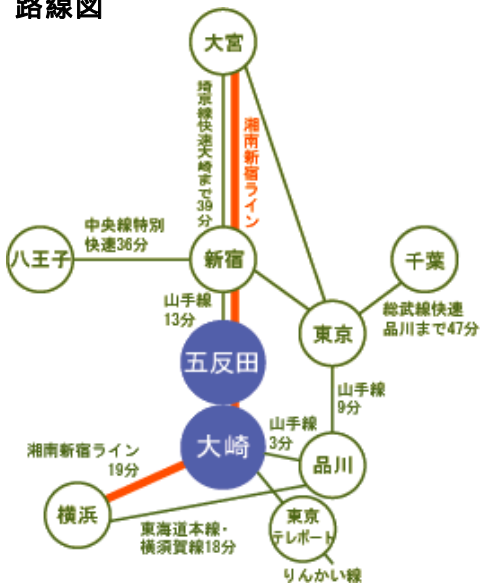 路線図
大宮
埼京線快速大崎まで39分
湘南新宿ライン
中央線特別
快速36分
八王子
新宿
千葉
山手線
13分
総武線快速
品川まで47分
東京
五反田
山手線
9分
大崎
山手線
3分
湘南新宿ライン
19分
品川
横浜
東京
テレポート
東海道本線・
横須賀線18分
りんかい線